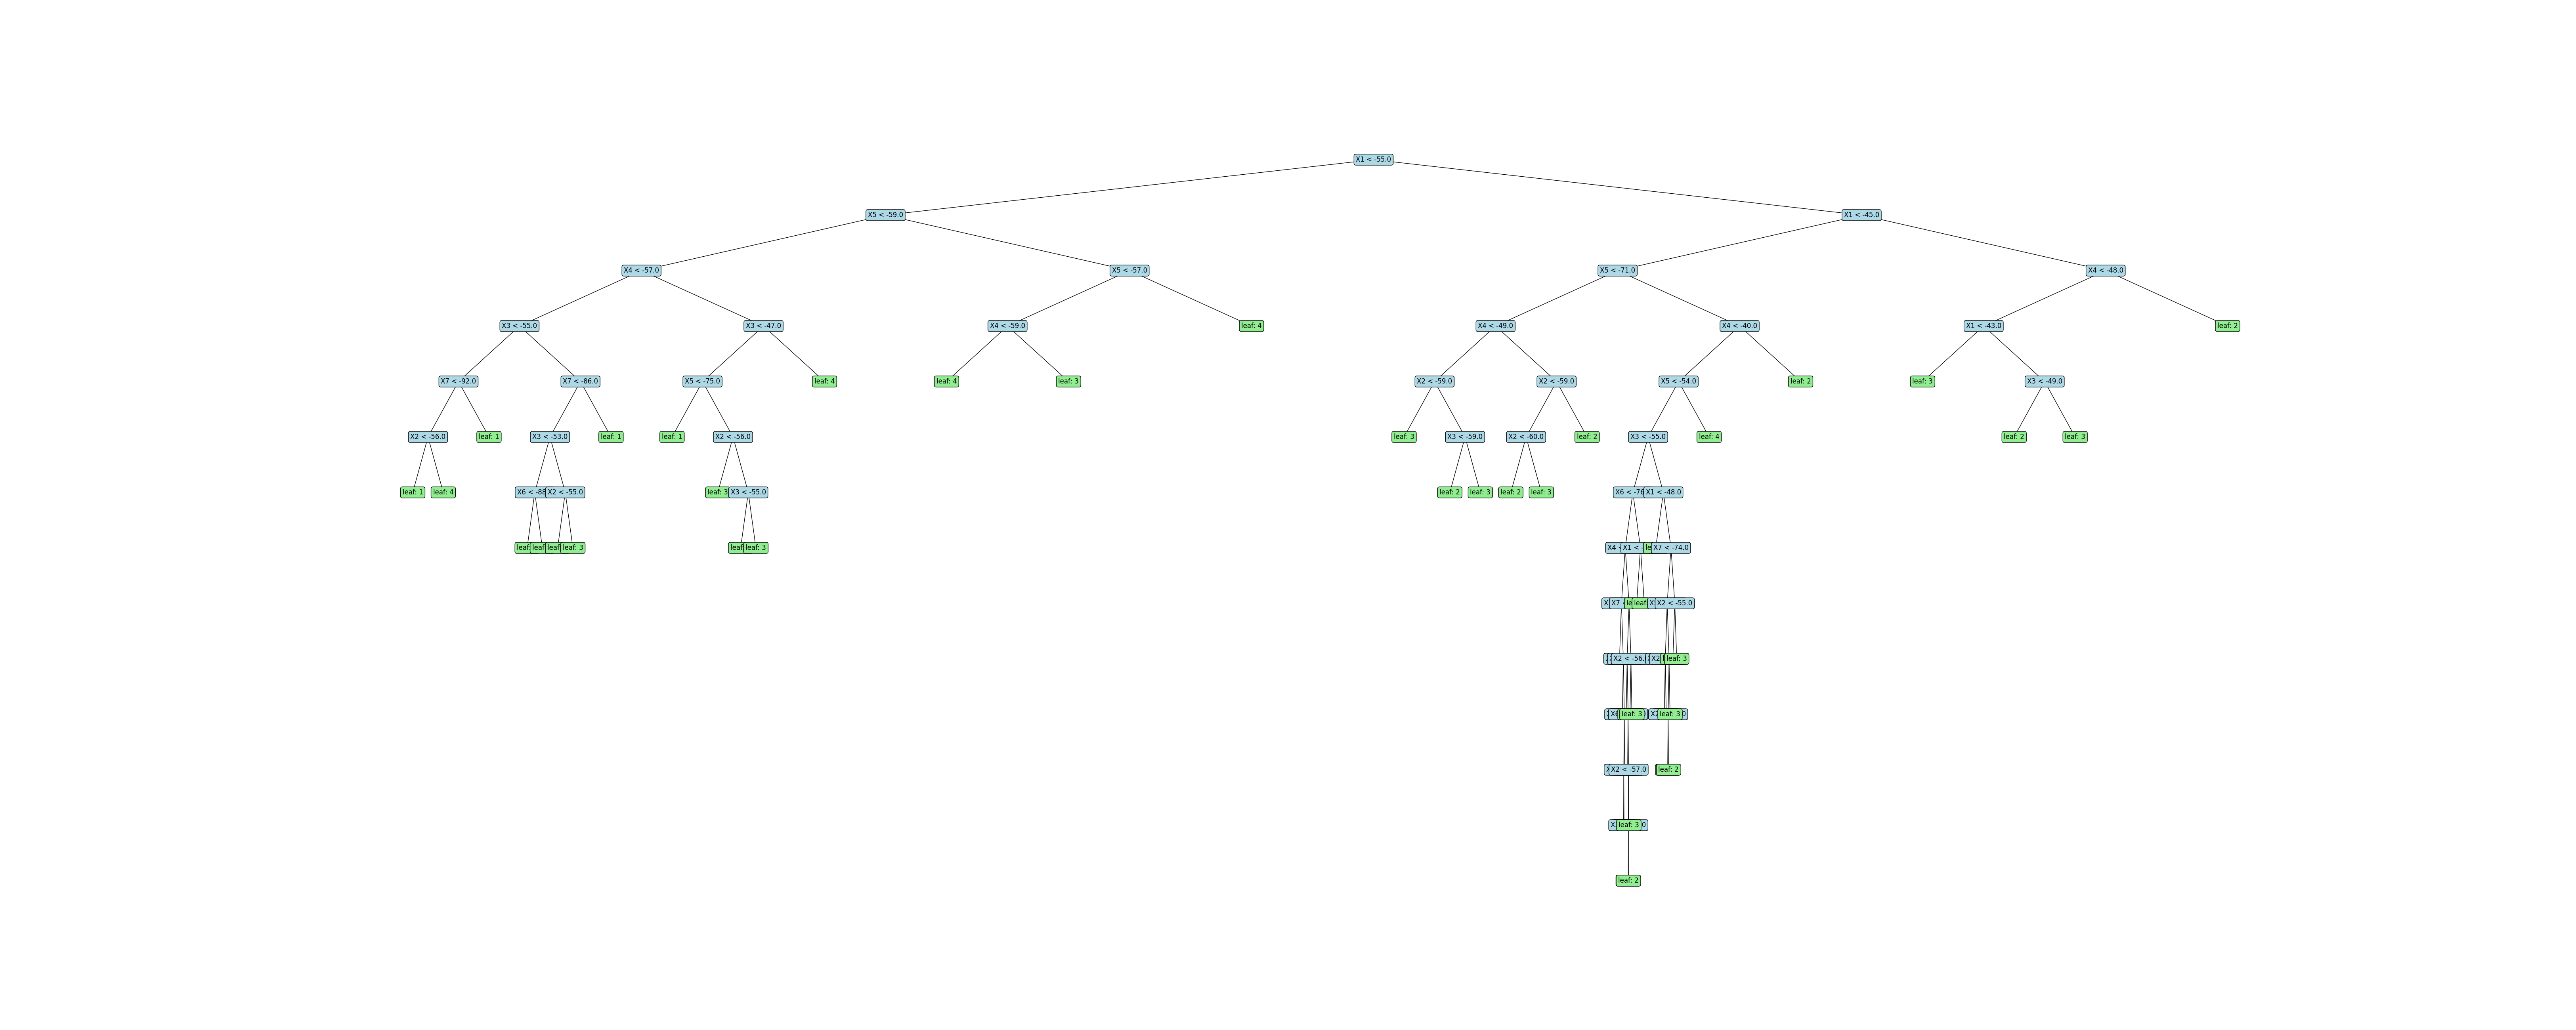 X1 < -55.0
X5 < -59.0 X1 < -45.0
X4 < -57.0 X5 < -57.0 X5 < -71.0 X4 < -48.0
X3 < -55.0 X3 < -47.0 X4 < -59.0 leaf: 4 X4 < -49.0 X4 < -40.0 X1 < -43.0 leaf: 2
X7 < -92.0 X7 < -86.0 X5 < -75.0 leaf: 4 leaf: 4 leaf: 3 X2 < -59.0 X2 < -59.0 X5 < -54.0 leaf: 2 leaf: 3 X3 < -49.0
X2 < -56.0 leaf: 1 X3 < -53.0 leaf: 1 leaf: 1 X2 < -56.0 leaf: 3 X3 < -59.0 X2 < -60.0 leaf: 2 X3 < -55.0 leaf: 4 leaf: 2 leaf: 3
leaf: 1 leaf: 4 X6 < -88 X2 < -55.0 leaf: 3 X3 < -55.0 leaf: 2 leaf: 3 leaf: 2 leaf: 3 X6 < -76 X1 < -48.0
leaf leaf leaf leaf: 3 leaf leaf: 3 X4 X1 < X7 < -74.0
X7 leaf X2 < -55.0
X2 < -56. X2 leaf: 3
X6 leaf: 3 X2 leaf: 3
X2 < -57.0 leaf: 2
leaf: 3
leaf: 2